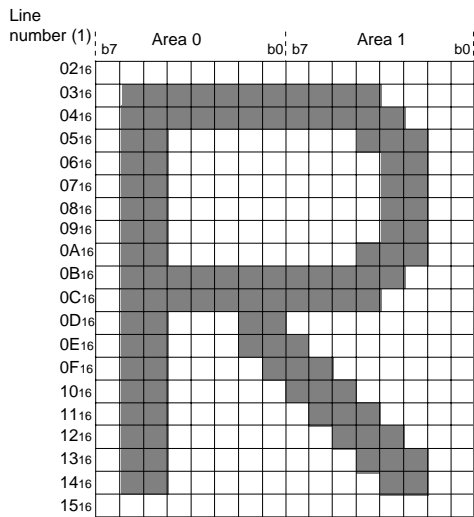 Line
number (1)
b7 Area 0 b0 b7 Area 1 b0
02₁₆
03₁₆
04₁₆
05₁₆
06₁₆
07₁₆
08₁₆
09₁₆
0A₁₆
0B₁₆
0C₁₆
0D₁₆
0E₁₆
0F₁₆
10₁₆
11₁₆
12₁₆
13₁₆
14₁₆
15₁₆